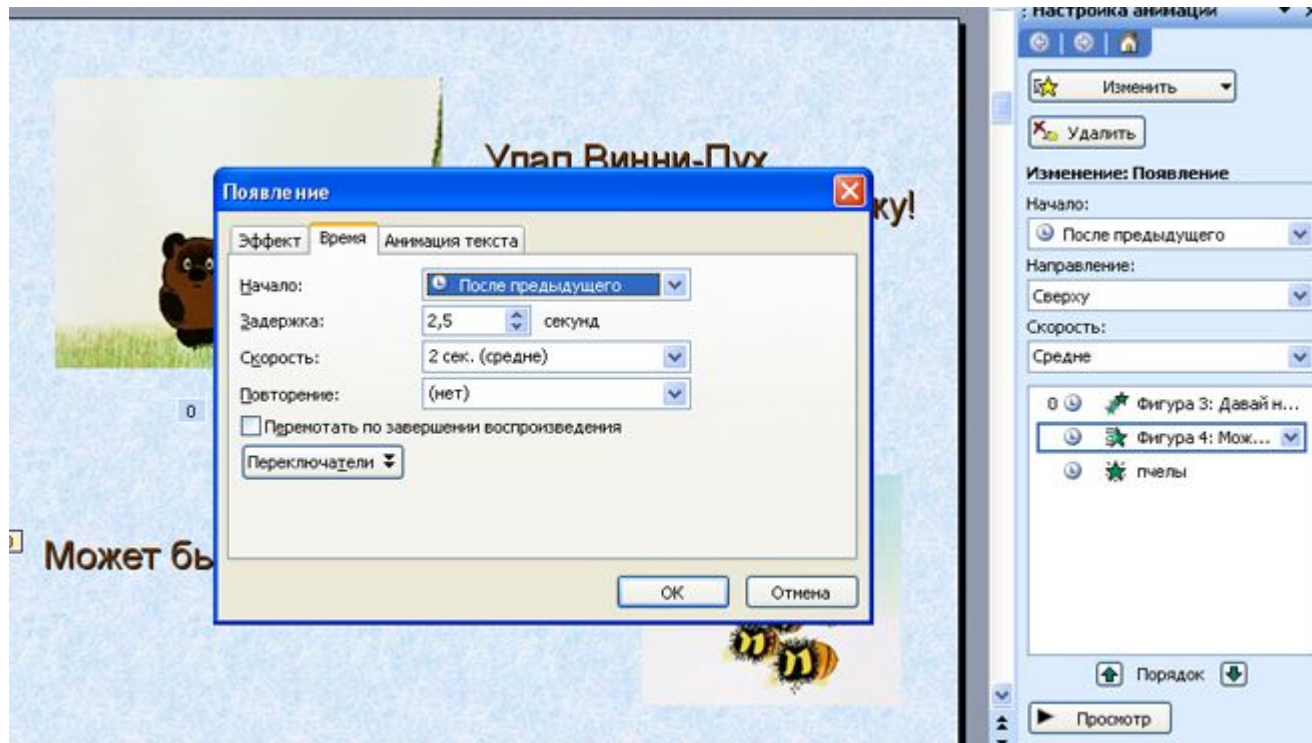 Настройка анимации
Изменить
Удалить
Изменение: Появление
Начало:
После предыдущего
Направление:
Сверху
Скорость:
Средне
0 Фигура 3: Давай н...
Фигура 4: Мож...
пчелы
Порядок
Просмотр
Упал Винни-Пух
ку!
0
Может бы
Появление
Эффект
Время
Анимация текста
Начало:
После предыдущего
Задержка:
2,5 секунд
Скорость:
2 сек. (средне)
Повторение:
(нет)
Перемотать по завершении воспроизведения
Переключатели
ОК
Отмена